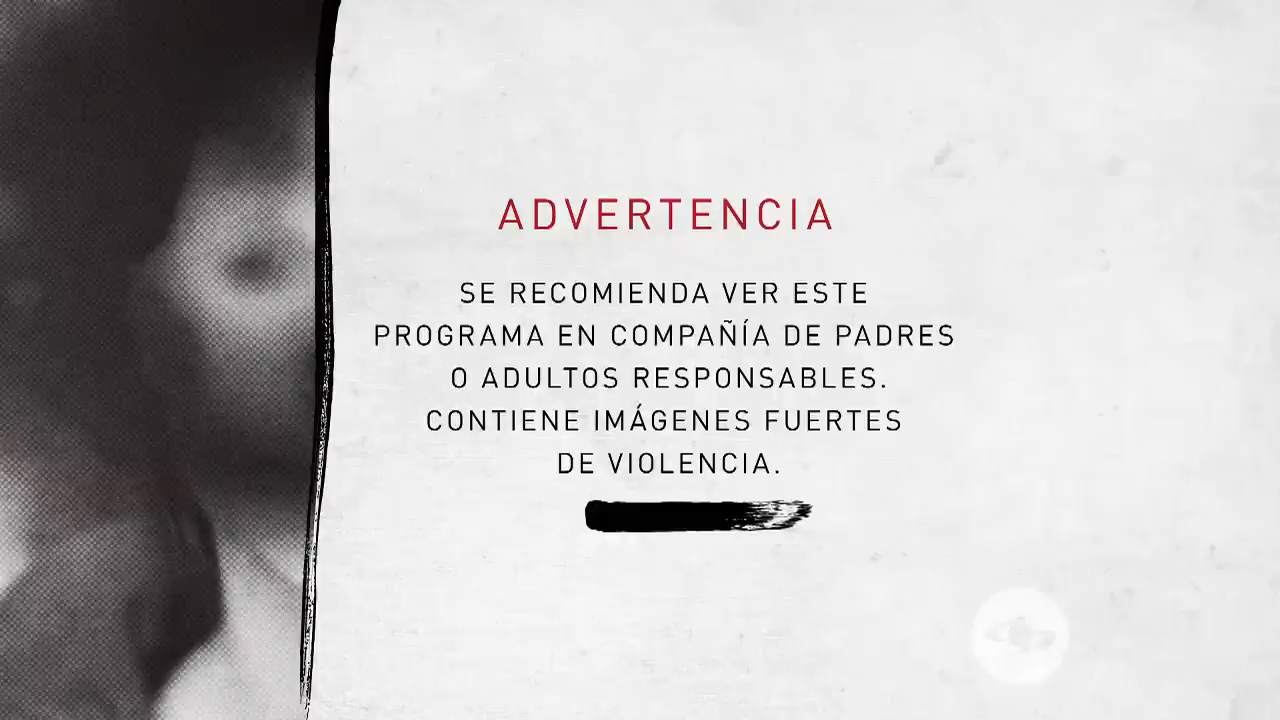 ADVERTENCIA
SE RECOMIENDA VER ESTE
PROGRAMA EN COMPAÑÍA DE PADRES
O ADULTOS RESPONSABLES.
CONTIENE IMÁGENES FUERTES
DE VIOLENCIA.